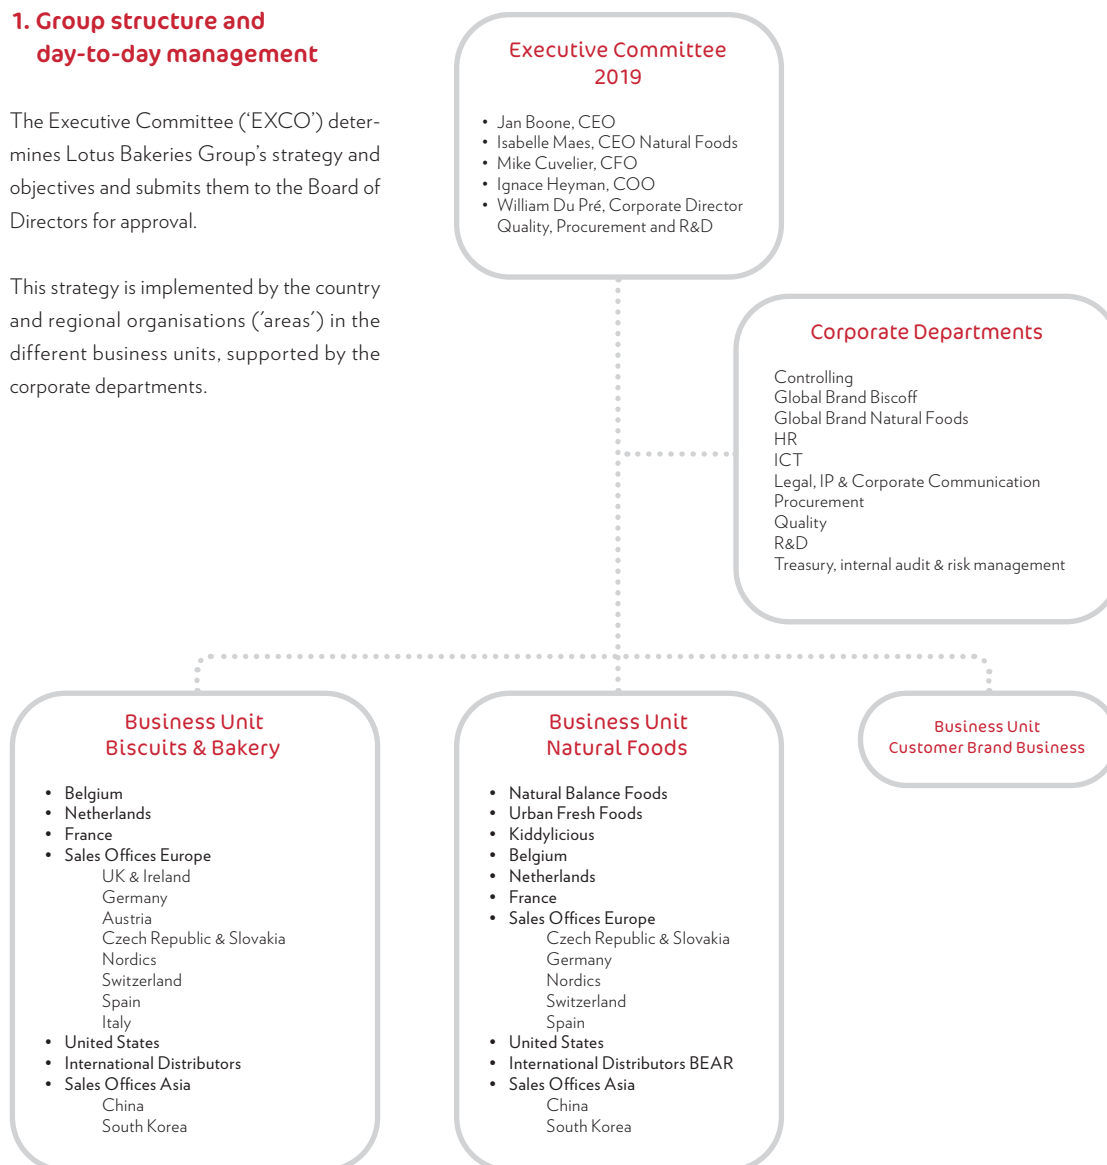 1. Group structure and
day-to-day management
The Executive Committee (‘EXCO’) deter-
mines Lotus Bakeries Group’s strategy and
objectives and submits them to the Board of
Directors for approval.
This strategy is implemented by the country
and regional organisations (‘areas’) in the
different business units, supported by the
corporate departments.
Executive Committee
2019
• Jan Boone, CEO
• Isabelle Maes, CEO Natural Foods
• Mike Cuvelier, CFO
• Ignace Heyman, COO
• William Du Pré, Corporate Director
Quality, Procurement and R&D
Corporate Departments
Controlling
Global Brand Biscoff
Global Brand Natural Foods
HR
ICT
Legal, IP & Corporate Communication
Procurement
Quality
R&D
Treasury, internal audit & risk management
Business Unit
Biscuits & Bakery
• Belgium
• Netherlands
• France
• Sales Offices Europe
UK & Ireland
Germany
Austria
Czech Republic & Slovakia
Nordics
Switzerland
Spain
Italy
• United States
• International Distributors
• Sales Offices Asia
China
South Korea
Business Unit
Natural Foods
• Natural Balance Foods
• Urban Fresh Foods
• Kiddylicious
• Belgium
• Netherlands
• France
• Sales Offices Europe
Czech Republic & Slovakia
Germany
Nordics
Switzerland
Spain
• United States
• International Distributors BEAR
• Sales Offices Asia
China
South Korea
Business Unit
Customer Brand Business